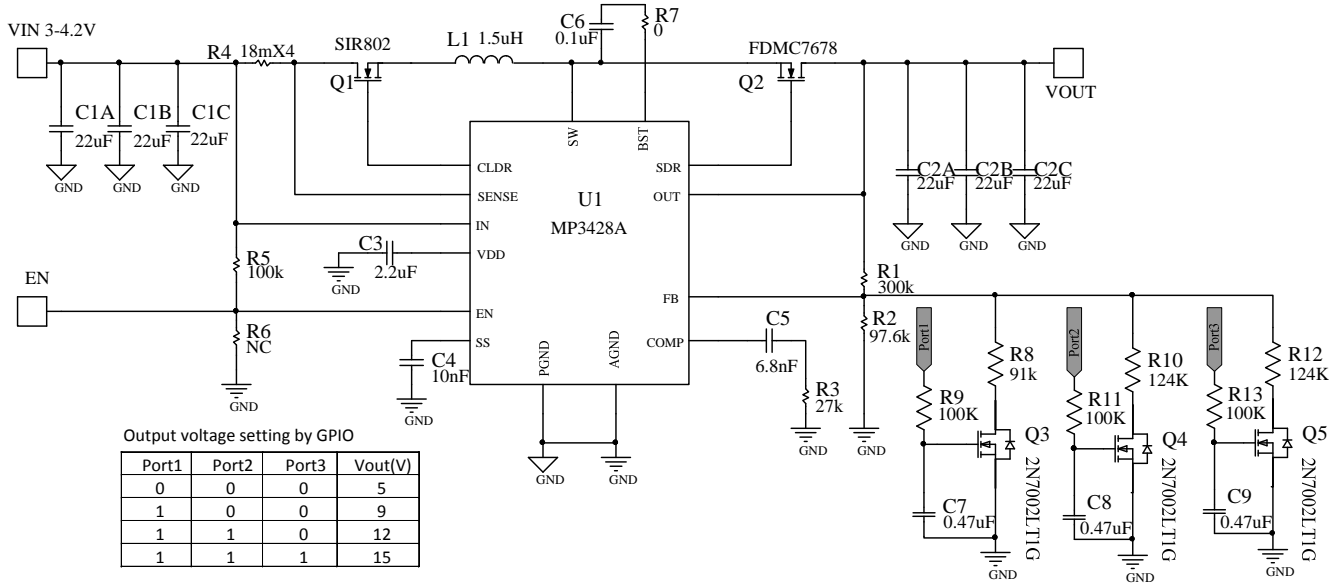 VIN 3-4.2V
R4 18mX4
SIR802
Q1
L1 1.5uH
C6
0.1uF
R7
0
FDMC7678
Q2
VOUT
C1A
22uF
C1B
22uF
C1C
22uF
GND
GND
GND
CLDR
SENSE
IN
VDD
EN
SS
SW
BST
SDR
OUT
FB
COMP
PGND
AGND
U1
MP3428A
C2A
22uF
C2B
22uF
C2C
22uF
GND
GND
GND
C3
2.2uF
GND
R5
100k
EN
R6
NC
GND
C4
10nF
GND
C5
6.8nF
R3
27k
GND
R1
300k
R2
97.6k
GND
GND
GND
Port1
R9
100K
R8
91k
Q3
2N7002LT1G
C7
0.47uF
GND
Port2
R11
100K
R10
124K
Q4
2N7002LT1G
C8
0.47uF
GND
Port3
R13
100K
R12
124K
Q5
2N7002LT1G
C9
0.47uF
GND
Output voltage setting by GPIO
Port1 Port2 Port3 Vout(V)
0 0 0 5
1 0 0 9
1 1 0 12
1 1 1 15